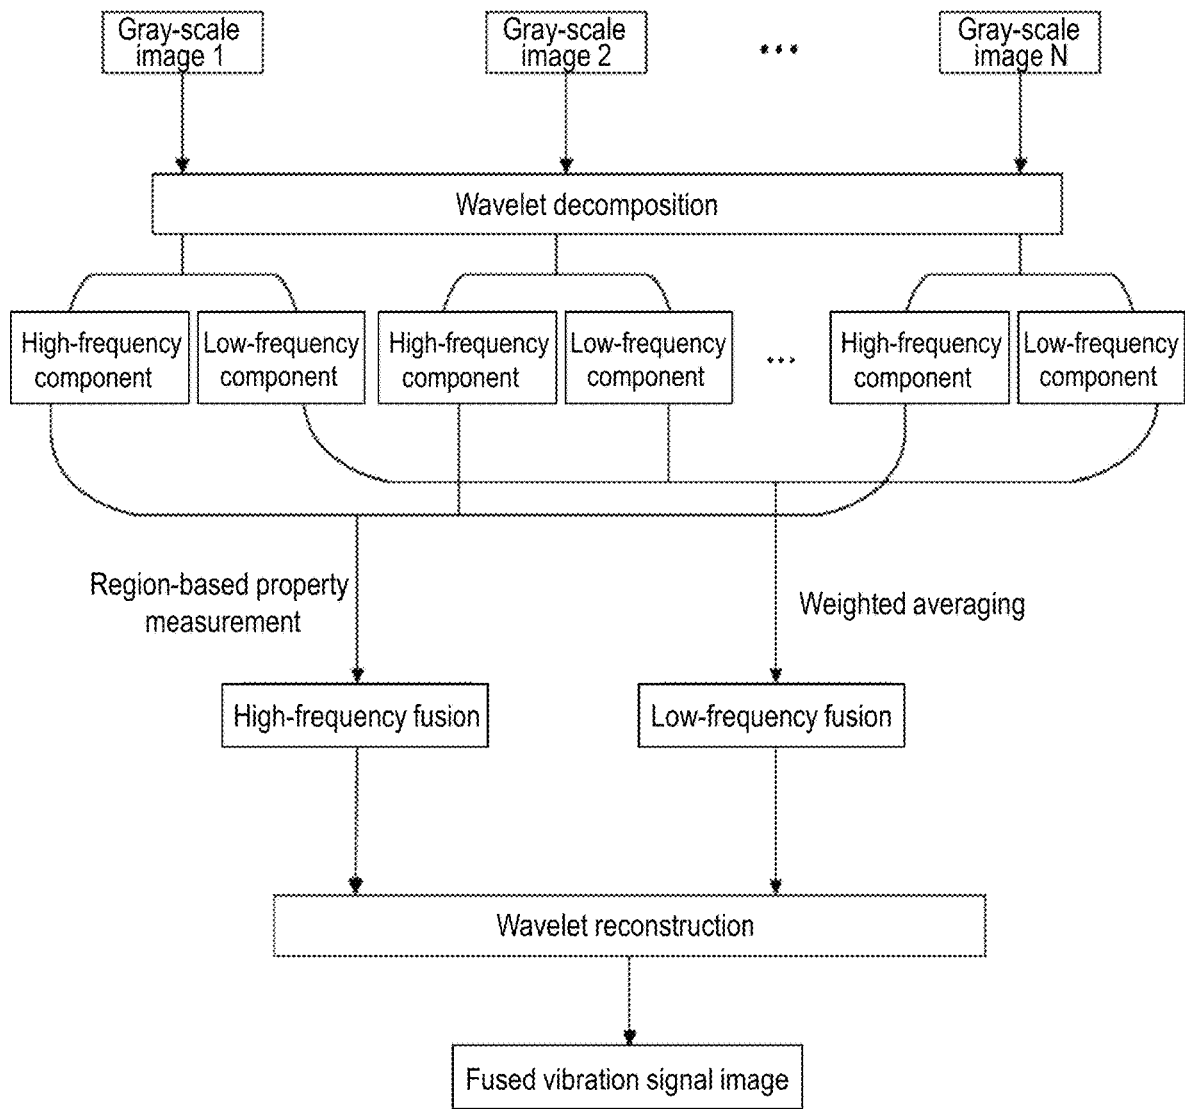 Gray-scale
image 1
Gray-scale
image 2
...
Gray-scale
image N
Wavelet decomposition
High-frequency
component
Low-frequency
component
High-frequency
component
Low-frequency
component
...
High-frequency
component
Low-frequency
component
Region-based property
measurement
Weighted averaging
High-frequency fusion
Low-frequency fusion
Wavelet reconstruction
Fused vibration signal image